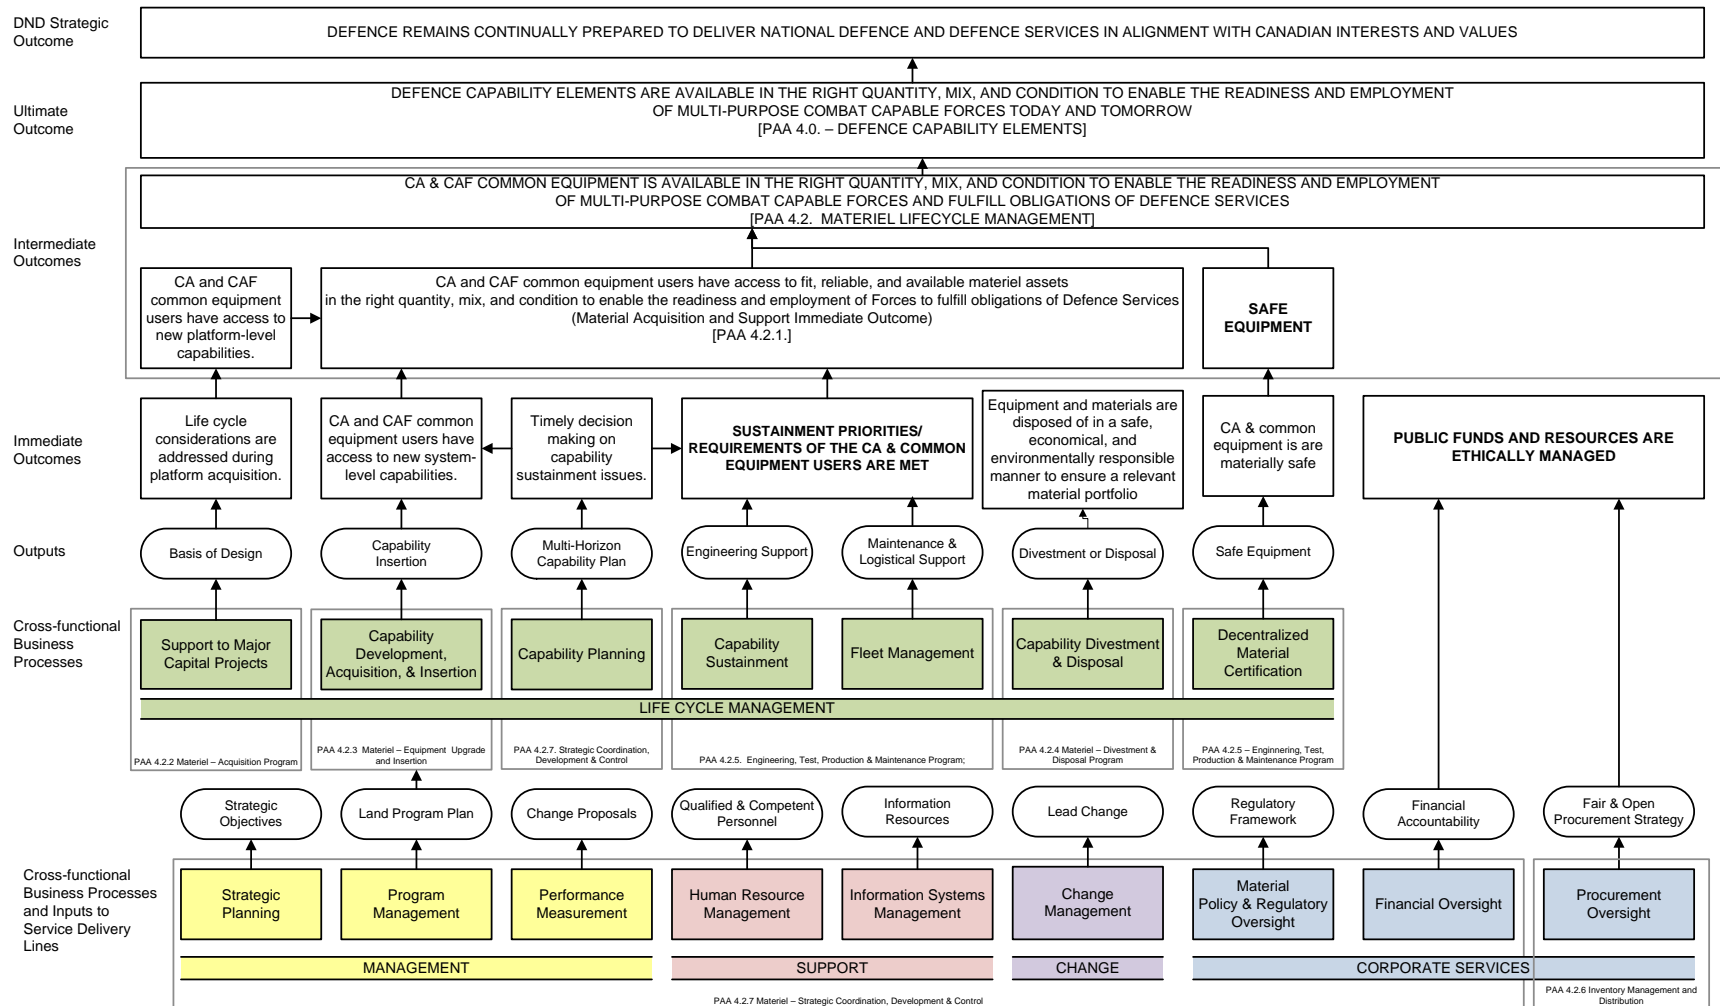 DND Strategic
Outcome
DEFENCE REMAINS CONTINUALLY PREPARED TO DELIVER NATIONAL DEFENCE AND DEFENCE SERVICES IN ALIGNMENT WITH CANADIAN INTERESTS AND VALUES
Ultimate
Outcome
DEFENCE CAPABILITY ELEMENTS ARE AVAILABLE IN THE RIGHT QUANTITY, MIX, AND CONDITION TO ENABLE THE READINESS AND EMPLOYMENT
OF MULTI-PURPOSE COMBAT CAPABLE FORCES TODAY AND TOMORROW
[PAA 4.0. – DEFENCE CAPABILITY ELEMENTS]
Intermediate
Outcomes
CA & CAF COMMON EQUIPMENT IS AVAILABLE IN THE RIGHT QUANTITY, MIX, AND CONDITION TO ENABLE THE READINESS AND EMPLOYMENT
OF MULTI-PURPOSE COMBAT CAPABLE FORCES AND FULFILL OBLIGATIONS OF DEFENCE SERVICES
[PAA 4.2. MATERIEL LIFECYCLE MANAGEMENT]
CA and CAF
common equipment
users have access to
new platform-level
capabilities.
CA and CAF common equipment users have access to fit, reliable, and available materiel assets
in the right quantity, mix, and condition to enable the readiness and employment of Forces to fulfill obligations of Defence Services
(Material Acquisition and Support Immediate Outcome)
[PAA 4.2.1.]
SAFE
EQUIPMENT
Immediate
Outcomes
Life cycle
considerations are
addressed during
platform acquisition.
CA and CAF common
equipment users have
access to new system-
level capabilities.
Timely decision
making on
capability
sustainment issues.
SUSTAINMENT PRIORITIES/
REQUIREMENTS OF THE CA & COMMON
EQUIPMENT USERS ARE MET
Equipment and materials are
disposed of in a safe,
economical, and
environmentally responsible
manner to ensure a relevant
material portfolio
CA & common
equipment is are
materially safe
PUBLIC FUNDS AND RESOURCES ARE
ETHICALLY MANAGED
Outputs
Basis of Design
Capability
Insertion
Multi-Horizon
Capability Plan
Engineering Support
Maintenance &
Logistical Support
Divestment or Disposal
Safe Equipment
Cross-functional
Business
Processes
Support to Major
Capital Projects
Capability
Development,
Acquisition, & Insertion
Capability Planning
Capability
Sustainment
Fleet Management
Capability Divestment
& Disposal
Decentralized
Material
Certification
LIFE CYCLE MANAGEMENT
PAA 4.2.2 Materiel – Acquisition Program
PAA 4.2.3 Materiel – Equipment Upgrade
and Insertion
PAA 4.2.7. Strategic Coordination,
Development & Control
PAA 4.2.5. Engineering, Test, Production & Maintenance Program;
PAA 4.2.4 Materiel – Divestment &
Disposal Program
PAA 4.2.5 – Enginnering, Test,
Production & Maintenance Program
Strategic
Objectives
Land Program Plan
Change Proposals
Qualified & Competent
Personnel
Information
Resources
Lead Change
Regulatory
Framework
Financial
Accountability
Fair & Open
Procurement Strategy
Cross-functional
Business Processes
and Inputs to
Service Delivery
Lines
Strategic
Planning
Program
Management
Performance
Measurement
Human Resource
Management
Information Systems
Management
Change
Management
Material
Policy & Regulatory
Oversight
Financial Oversight
Procurement
Oversight
MANAGEMENT
SUPPORT
CHANGE
CORPORATE SERVICES
PAA 4.2.7 Materiel – Strategic Coordination, Development & Control
PAA 4.2.6 Inventory Management and
Distribution